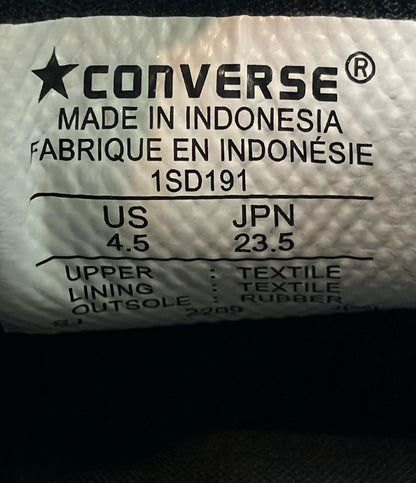 ★CONVERSE®
MADE IN INDONESIA
FABRIQUE EN INDONÉSIE
1SD191
US JPN
4.5 23.5
UPPER : TEXTILE
LINING : TEXTILE
OUTSOLE : RUBBER
2209